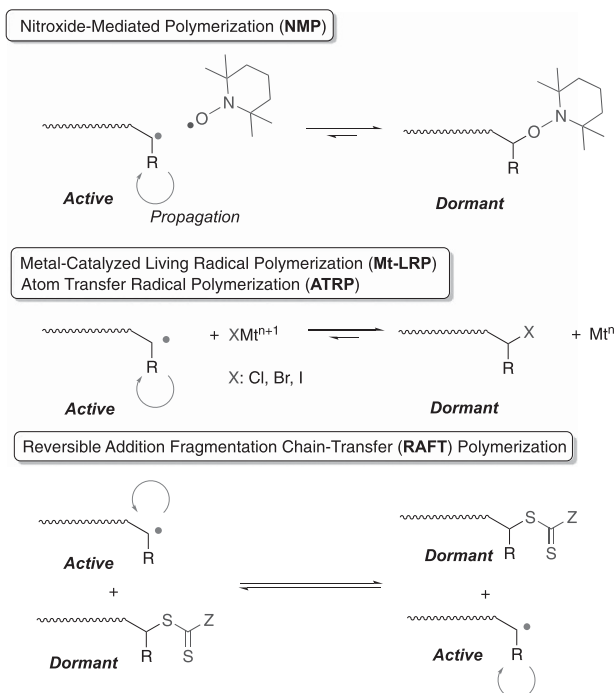 Nitroxide-Mediated Polymerization (NMP)
•O N
O N
R
R
Active
Propagation
Dormant
Metal-Catalyzed Living Radical Polymerization (Mt-LRP)
Atom Transfer Radical Polymerization (ATRP)
+ XMtⁿ⁺¹
X
+ Mtⁿ
R
R
X: Cl, Br, I
Active
Dormant
Reversible Addition Fragmentation Chain-Transfer (RAFT) Polymerization
R
Active
S Z
R S
Dormant
+
+
S Z
R S
Dormant
R
Active